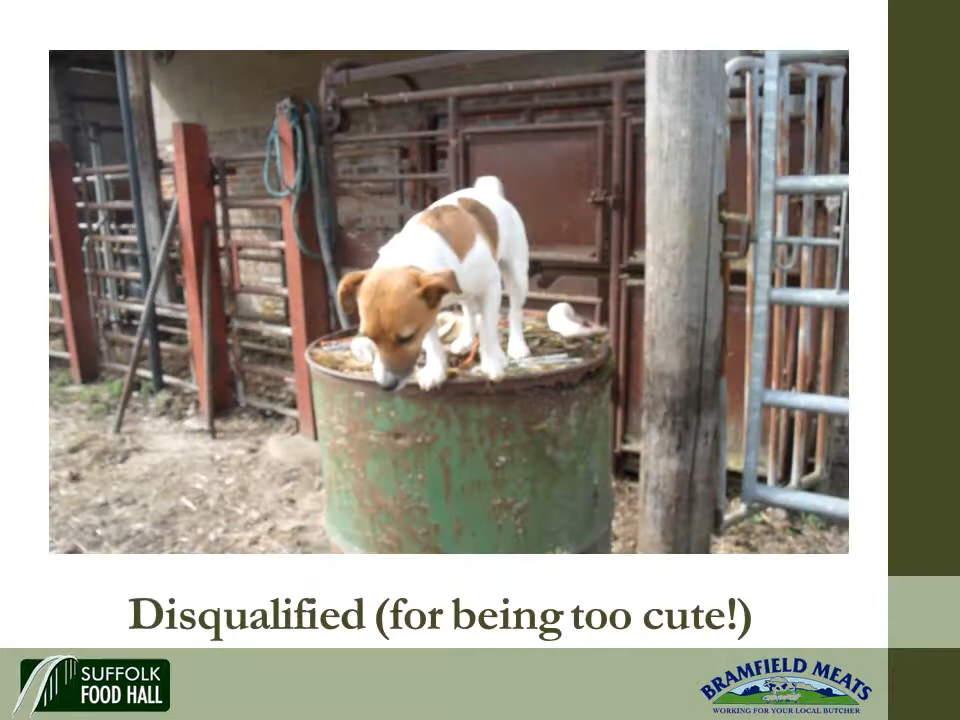 Disqualified (for being too cute!)
SUFFOLK
FOOD HALL
BRAMFIELD MEATS
WORKING FOR YOUR LOCAL BUTCHER